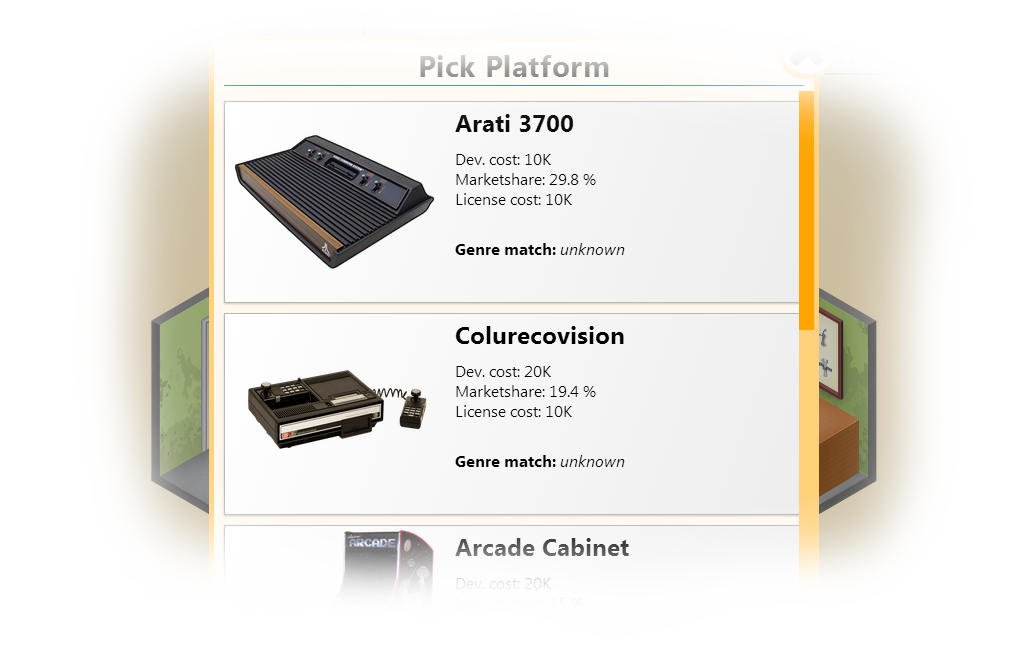 Pick Platform
Arati 3700
Dev. cost: 10K
Marketshare: 29.8 %
License cost: 10K
Genre match: unknown
Colurecovision
Dev. cost: 20K
Marketshare: 19.4 %
License cost: 10K
Genre match: unknown
ARCADE
Arcade Cabinet
Dev. cost: 20K